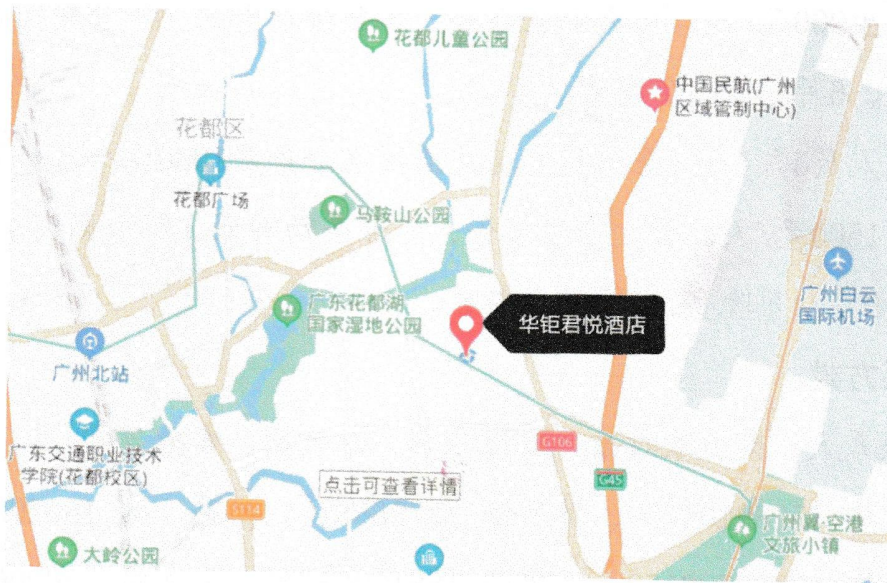 花都儿童公园
中国民航(广州
区域管制中心)
花都区
花都广场
马鞍山公园
广州白云
国际机场
广东花都湖
国家湿地公园
华钜君悦酒店
广州北站
广东交通职业技术
学院(花都校区)
G106
点击可查看详情
G45
S114
广州翼·空港
文旅小镇
大岭公园